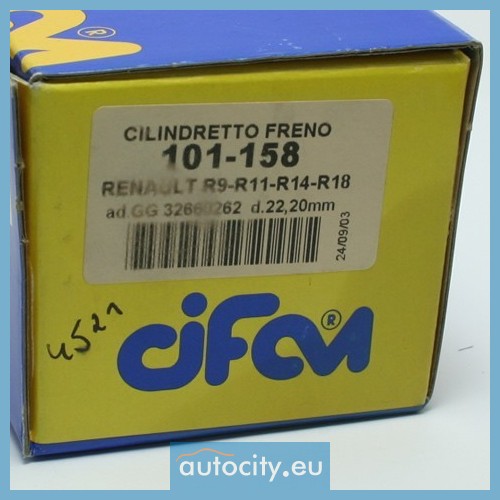 CILINDRETTO FRENO
101-158
RENAULT R9-R11-R14-R18
ad.GG 32660262 d.22,20mm
24/09/03
4521
CIFAM®
autocity.eu